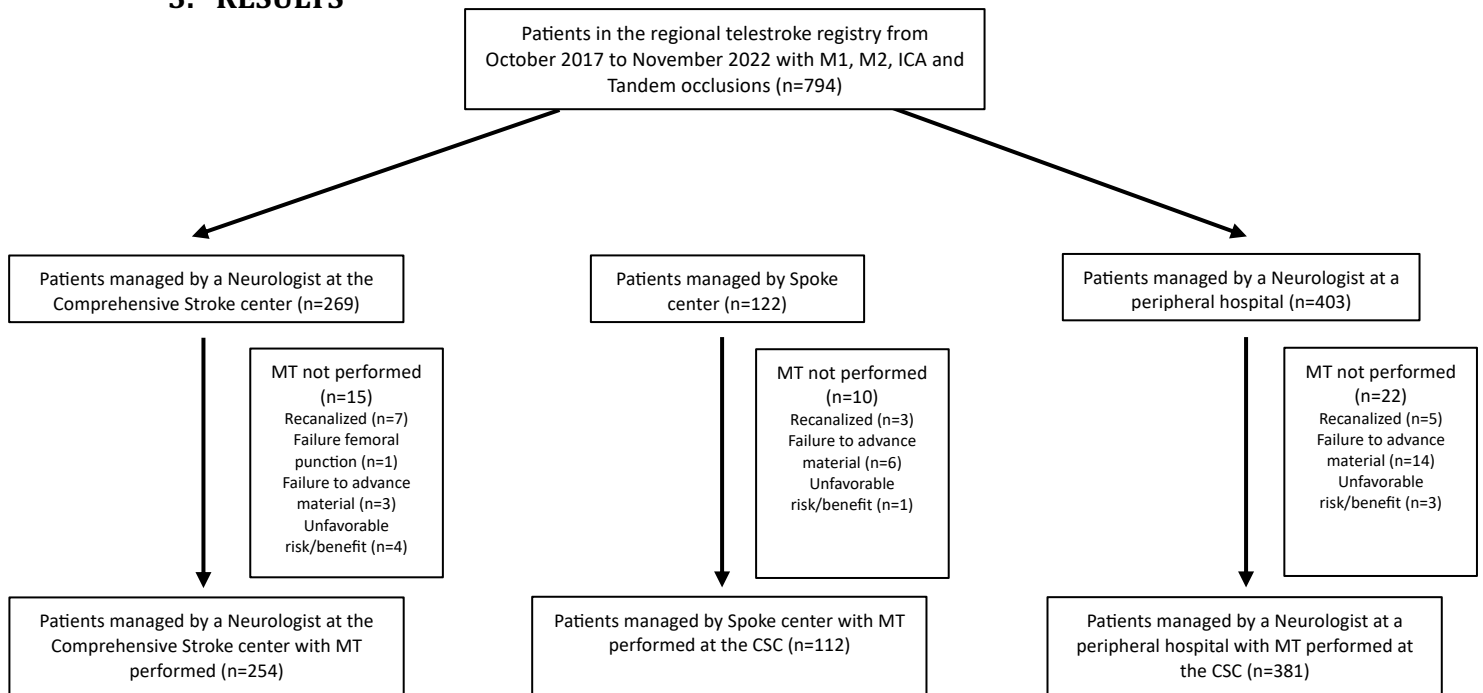 3. RESULTS
Patients in the regional telestroke registry from
October 2017 to November 2022 with M1, M2, ICA and
Tandem occlusions (n=794)
Patients managed by a Neurologist at the
Comprehensive Stroke center (n=269)
Patients managed by Spoke
center (n=122)
Patients managed by a Neurologist at a
peripheral hospital (n=403)
MT not performed
(n=15)
Recanalized (n=7)
Failure femoral
punction (n=1)
Failure to advance
material (n=3)
Unfavorable
risk/benefit (n=4)
MT not performed
(n=10)
Recanalized (n=3)
Failure to advance
material (n=6)
Unfavorable
risk/benefit (n=1)
MT not performed
(n=22)
Recanalized (n=5)
Failure to advance
material (n=14)
Unfavorable
risk/benefit (n=3)
Patients managed by a Neurologist at the
Comprehensive Stroke center with MT
performed (n=254)
Patients managed by Spoke center with MT
performed at the CSC (n=112)
Patients managed by a Neurologist at a
peripheral hospital with MT performed at
the CSC (n=381)